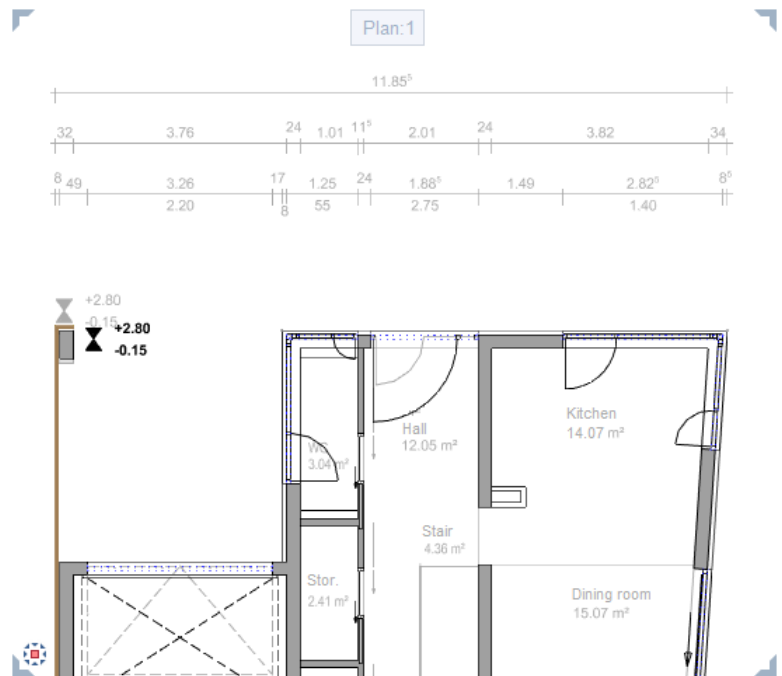 Plan:1
11.85⁵
32 3.76 24 1.01 11⁵ 2.01 24 3.82 34
8 49 3.26 17 1.25 24 1.88⁵ 1.49 2.82⁵ 8⁵
2.20 8 55 2.75 1.40
+2.80
-0.15
+2.80
-0.15
Hall
12.05 m²
Kitchen
14.07 m²
WC
3.04 m²
Stair
4.36 m²
Stor.
2.41 m²
Dining room
15.07 m²